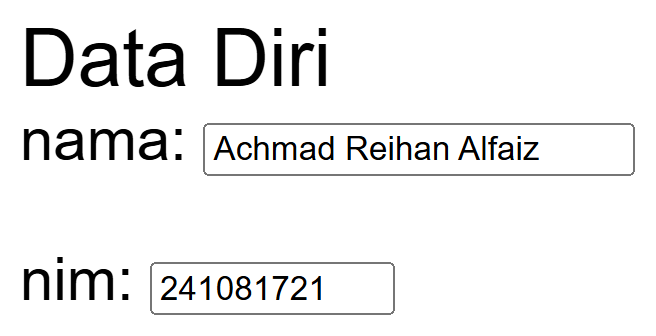 Data Diri
nama: Achmad Reihan Alfaiz
nim: 241081721